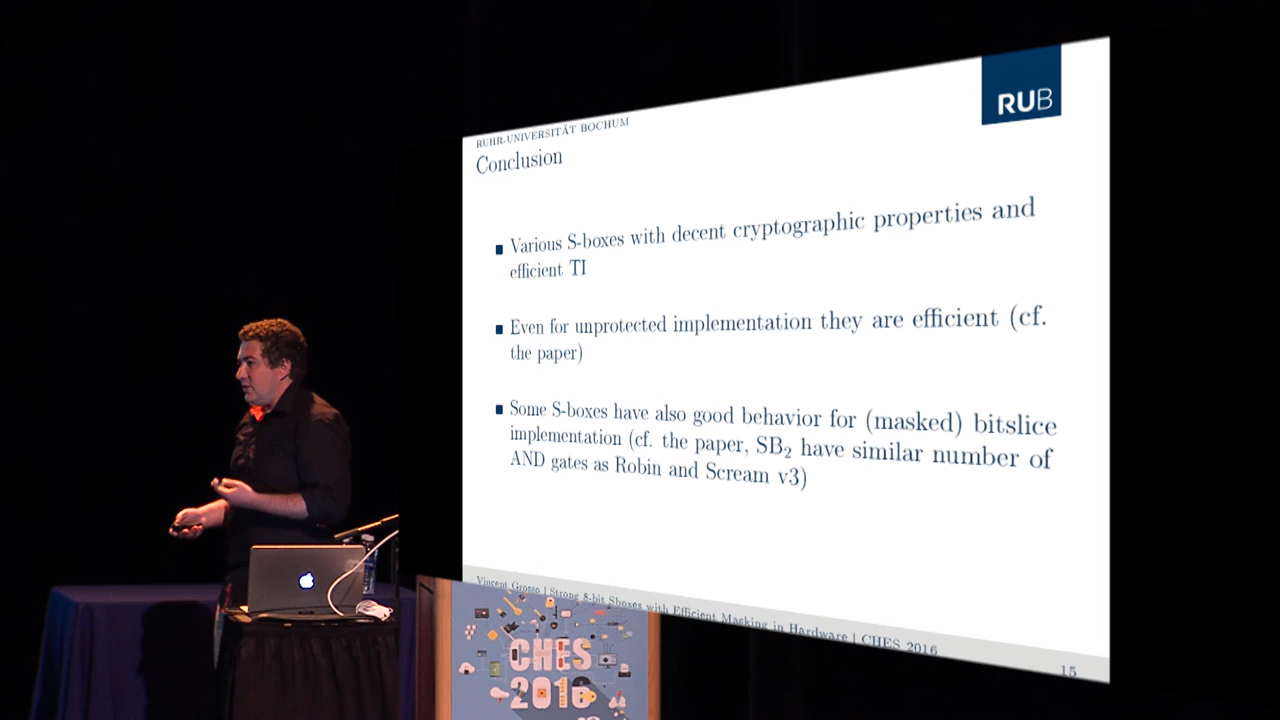 RUB
RUHR-UNIVERSITÄT BOCHUM
Conclusion
Various S-boxes with decent cryptographic properties and
efficient TI
Even for unprotected implementation they are efficient (cf.
the paper)
Some S-boxes have also good behavior for (masked) bitslice
implementation (cf. the paper, SB₂ have similar number of
AND gates as Robin and Scream v3)
Vincent Grosso | Strong 8-bit Sboxes with Efficient Masking in Hardware | CHES 2016
15
CHES
2016